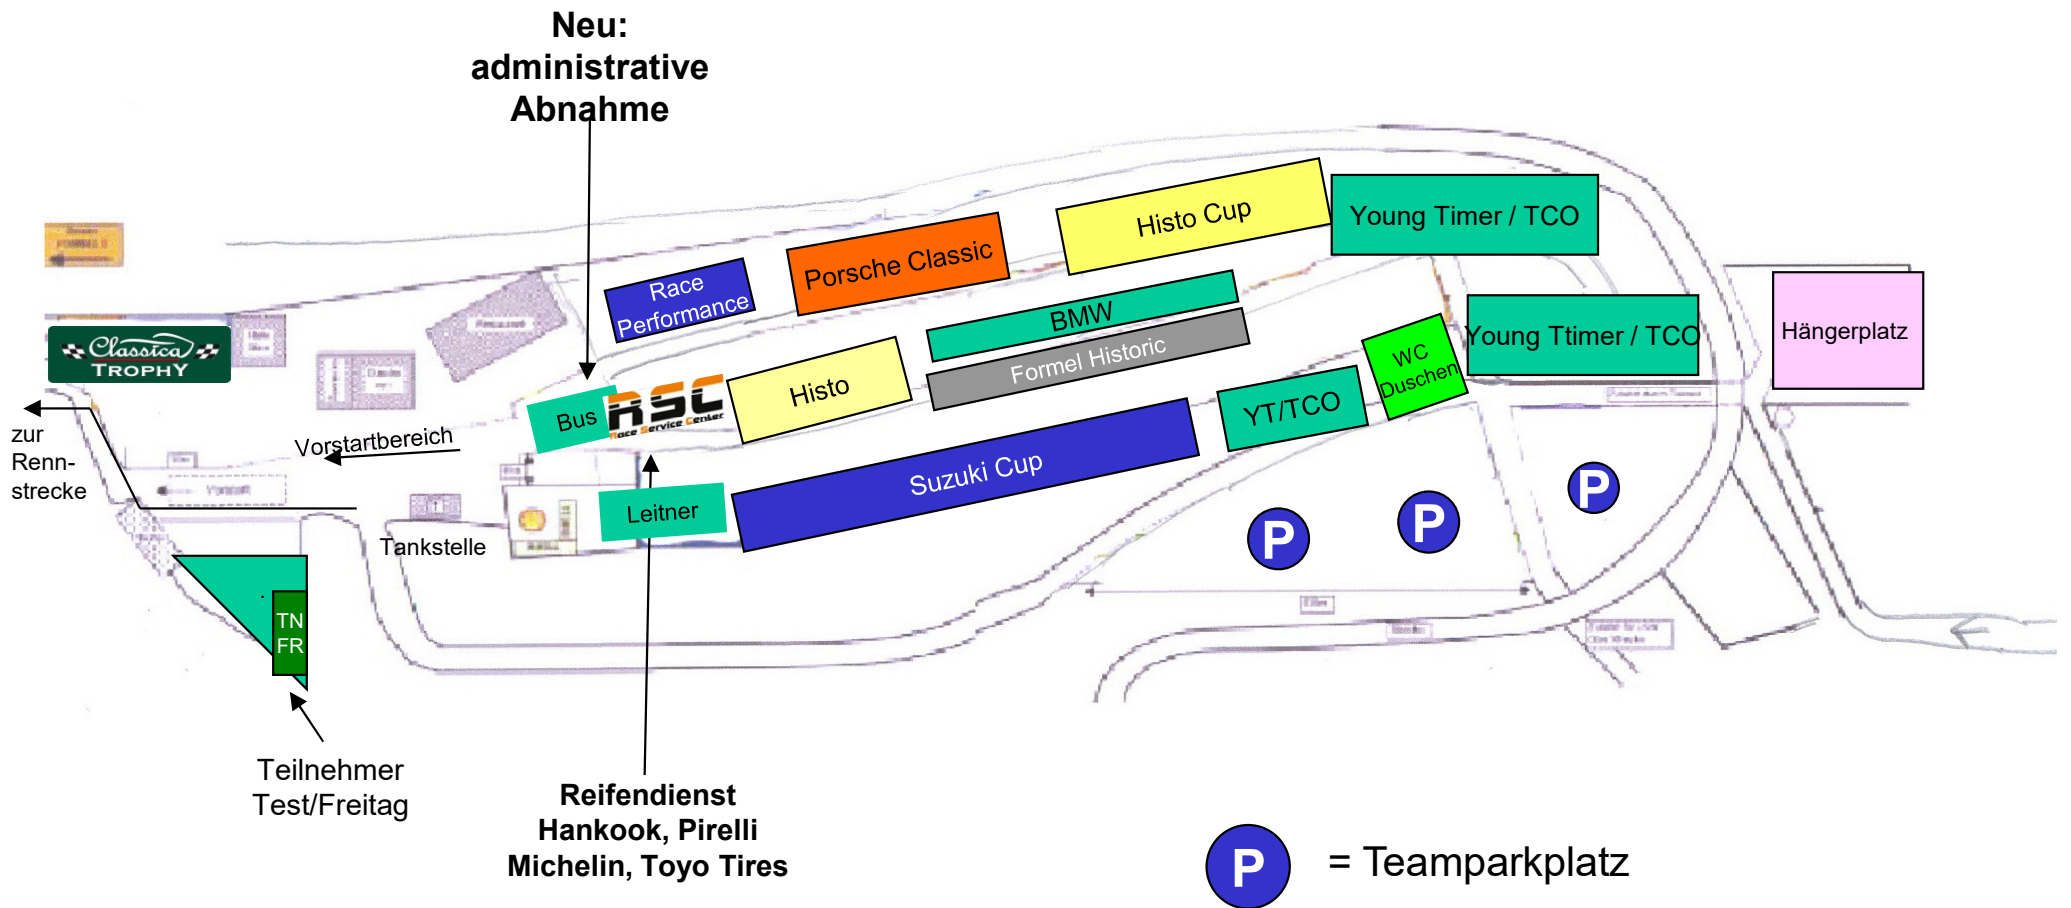 Neu:
administrative
Abnahme
Histo Cup
Young Timer / TCO
Porsche Classic
Race
Performance
BMW
Formel Historic
Young Ttimer / TCO
Hängerplatz
Classica
TROPHY
WC
Duschen
Histo
Bus
RSC
Race Service Center
YT/TCO
zur
Renn-
strecke
Vorstartbereich
Suzuki Cup
P
P
P
Leitner
Tankstelle
TN
FR
Teilnehmer
Test/Freitag
Reifendienst
Hankook, Pirelli
Michelin, Toyo Tires
P = Teamparkplatz